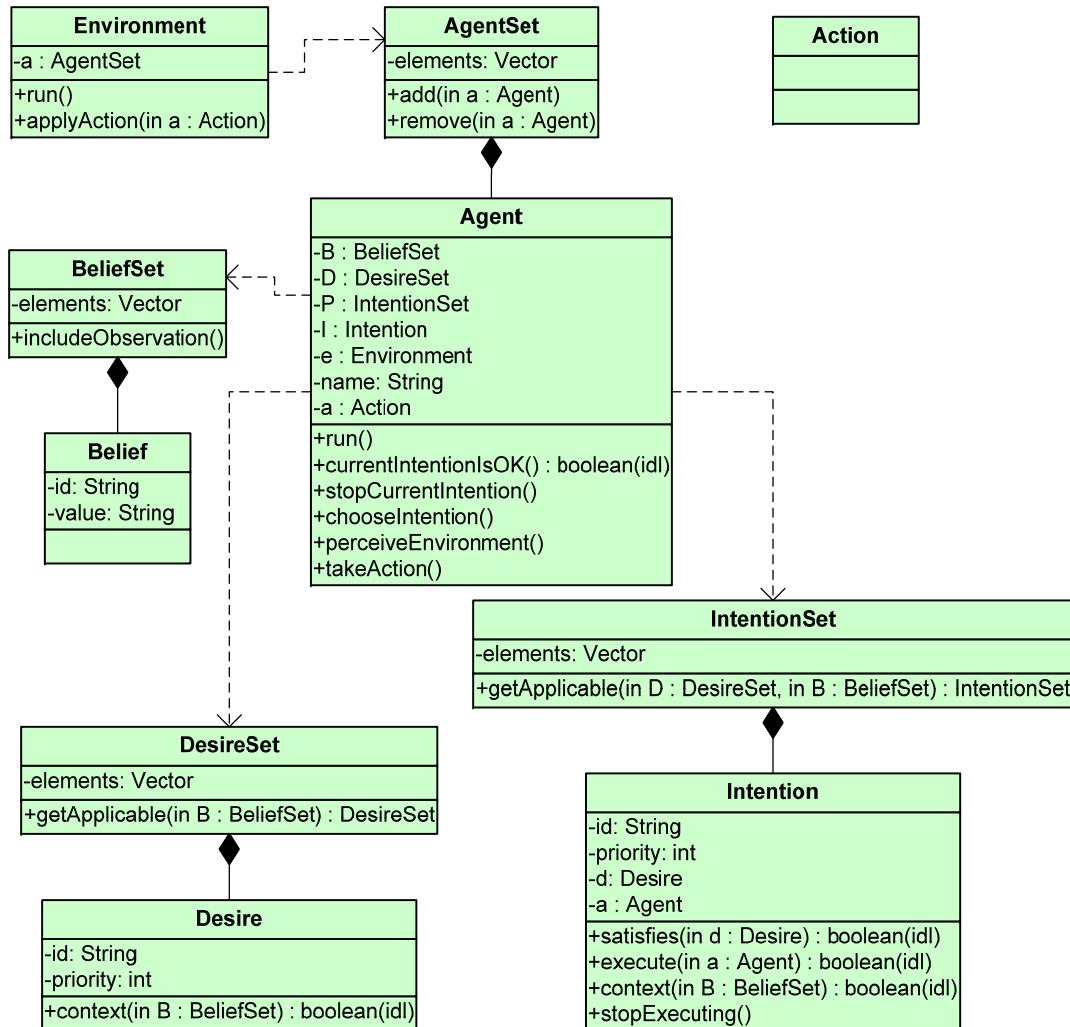 Environment
-a : AgentSet
+run()
+applyAction(in a : Action)
AgentSet
-elements: Vector
+add(in a : Agent)
+remove(in a : Agent)
Action
Agent
-B : BeliefSet
-D : DesireSet
-P : IntentionSet
-I : Intention
-e : Environment
-name: String
-a : Action
+run()
+currentIntentionIsOK() : boolean(idl)
+stopCurrentIntention()
+chooseIntention()
+perceiveEnvironment()
+takeAction()
BeliefSet
-elements: Vector
+includeObservation()
Belief
-id: String
-value: String
IntentionSet
-elements: Vector
+getApplicable(in D : DesireSet, in B : BeliefSet) : IntentionSet
DesireSet
-elements: Vector
+getApplicable(in B : BeliefSet) : DesireSet
Intention
-id: String
-priority: int
-d: Desire
-a : Agent
+satisfies(in d : Desire) : boolean(idl)
+execute(in a : Agent) : boolean(idl)
+context(in B : BeliefSet) : boolean(idl)
+stopExecuting()
Desire
-id: String
-priority: int
+context(in B : BeliefSet) : boolean(idl)